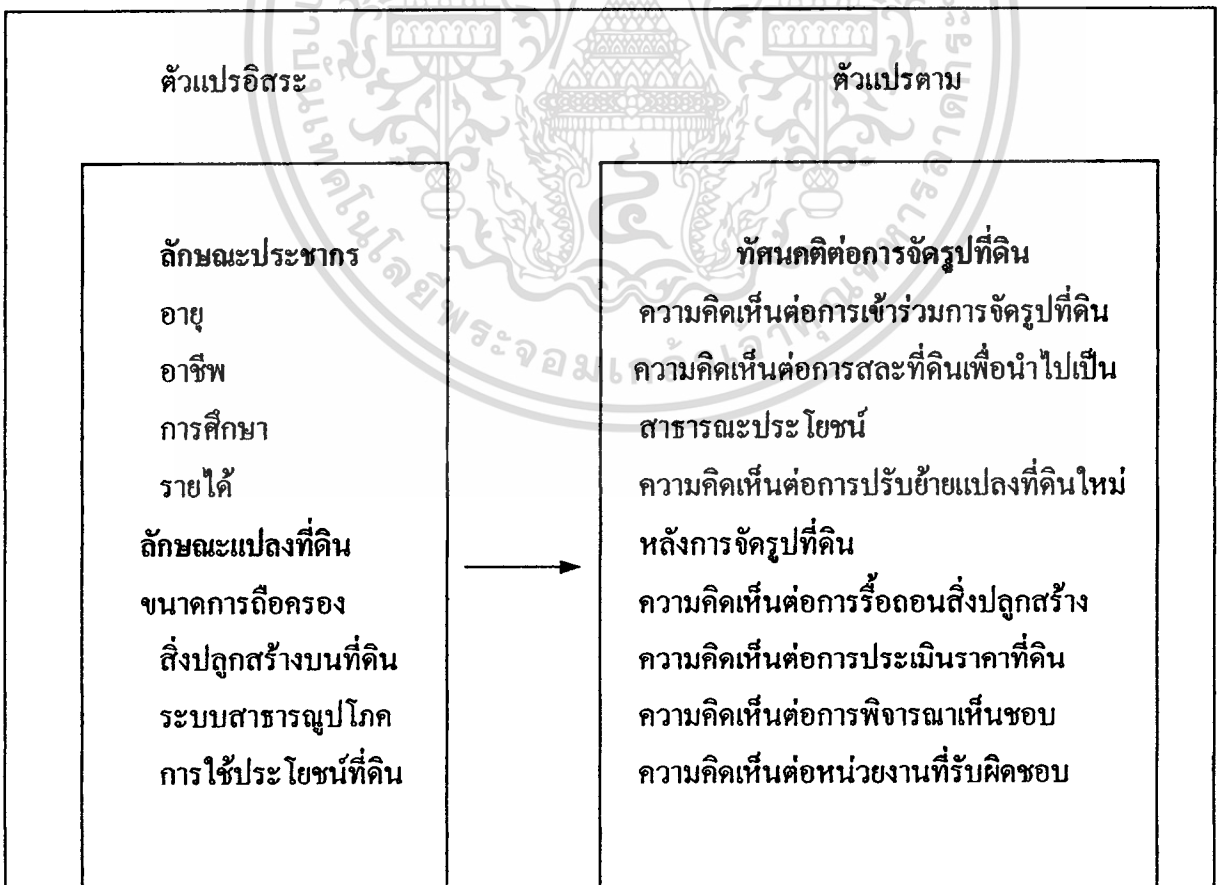 ตัวแปรอิสระ
ตัวแปรตาม
ลักษณะประชากร
อายุ
อาชีพ
การศึกษา
รายได้
ลักษณะแปลงที่ดิน
ขนาดการถือครอง
สิ่งปลูกสร้างบนที่ดิน
ระบบสาธารณูปโภค
การใช้ประโยชน์ที่ดิน
ทัศนคติต่อการจัดรูปที่ดิน
ความคิดเห็นต่อการเข้าร่วมการจัดรูปที่ดิน
ความคิดเห็นต่อการสละที่ดินเพื่อนำไปเป็น
สาธารณะประโยชน์
ความคิดเห็นต่อการปรับย้ายแปลงที่ดินใหม่
หลังการจัดรูปที่ดิน
ความคิดเห็นต่อการรื้อถอนสิ่งปลูกสร้าง
ความคิดเห็นต่อการประเมินราคาที่ดิน
ความคิดเห็นต่อการพิจารณาเห็นชอบ
ความคิดเห็นต่อหน่วยงานที่รับผิดชอบ